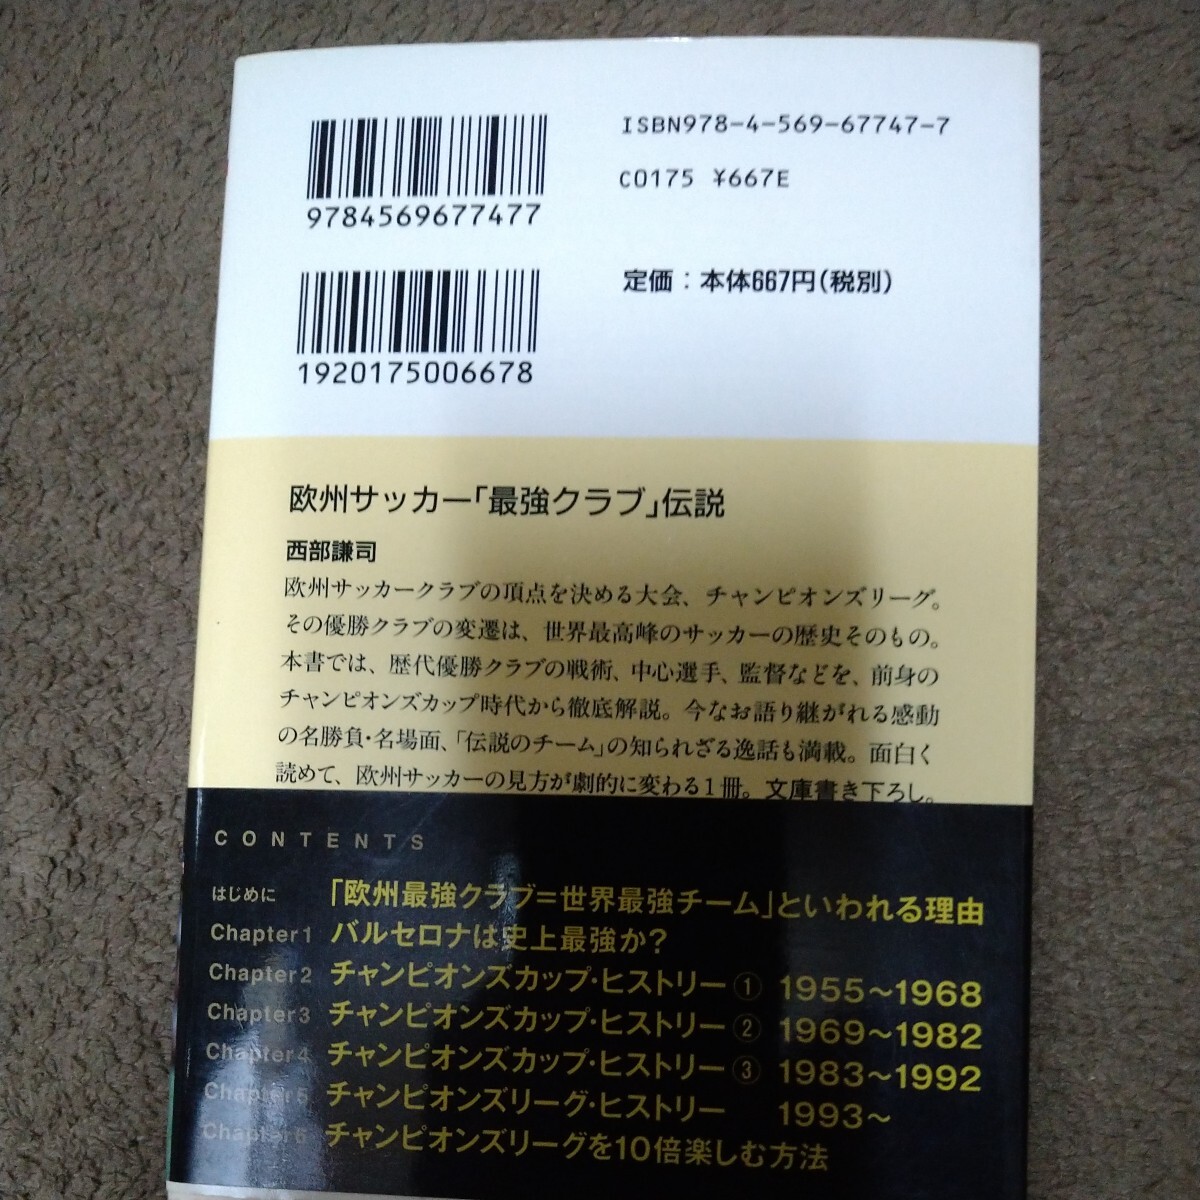 ISBN978-4-569-67747-7
C0175 ¥667E
9784569677477
定価：本体667円(税別)
1920175006678
欧州サッカー「最強クラブ」伝説
西部謙司
欧州サッカークラブの頂点を決める大会、チャンピオンズリーグ。
その優勝クラブの変遷は、世界最高峰のサッカーの歴史そのもの。
本書では、歴代優勝クラブの戦術、中心選手、監督などを、前身の
チャンピオンズカップ時代から徹底解説。今なお語り継がれる感動
の名勝負・名場面、「伝説のチーム」の知られざる逸話も満載。面白く
読めて、欧州サッカーの見方が劇的に変わる1冊。文庫書き下ろし。
CONTENTS
はじめに 「欧州最強クラブ=世界最強チーム」といわれる理由
Chapter1 バルセロナは史上最強か?
Chapter2 チャンピオンズカップ・ヒストリー① 1955〜1968
Chapter3 チャンピオンズカップ・ヒストリー② 1969〜1982
Chapter4 チャンピオンズカップ・ヒストリー③ 1983〜1992
Chapter5 チャンピオンズリーグ・ヒストリー 1993〜
Chapter6 チャンピオンズリーグを10倍楽しむ方法